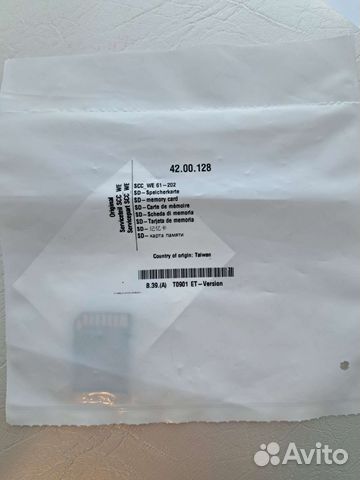 42.00.128
Original
Serviceteil SCC_WE
Servicepart SCC_WE
SCC_WE 61-202
SD-Speicherkarte
SD-memory card
SD-Carte de mémoire
SD-Scheda di memoria
SD-Tarjeta de memoria
SD-记忆卡
SD-карта памяти
Country of origin: Taiwan
B.39.(A) T0901 ET-Version
Avito